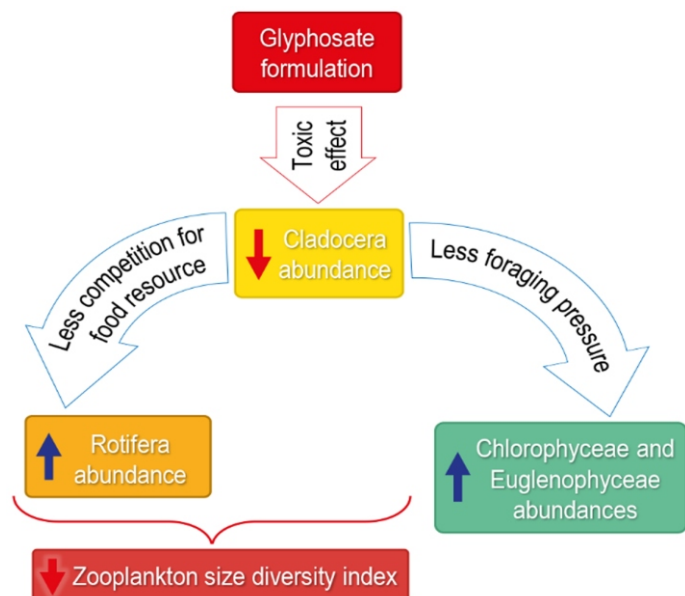 Glyphosate
formulation
Toxic
effect
Cladocera
abundance
Less competition for
food resource
Less foraging pressure
Rotifera
abundance
Chlorophyceae and
Euglenophyceae
abundances
Zooplankton size diversity index